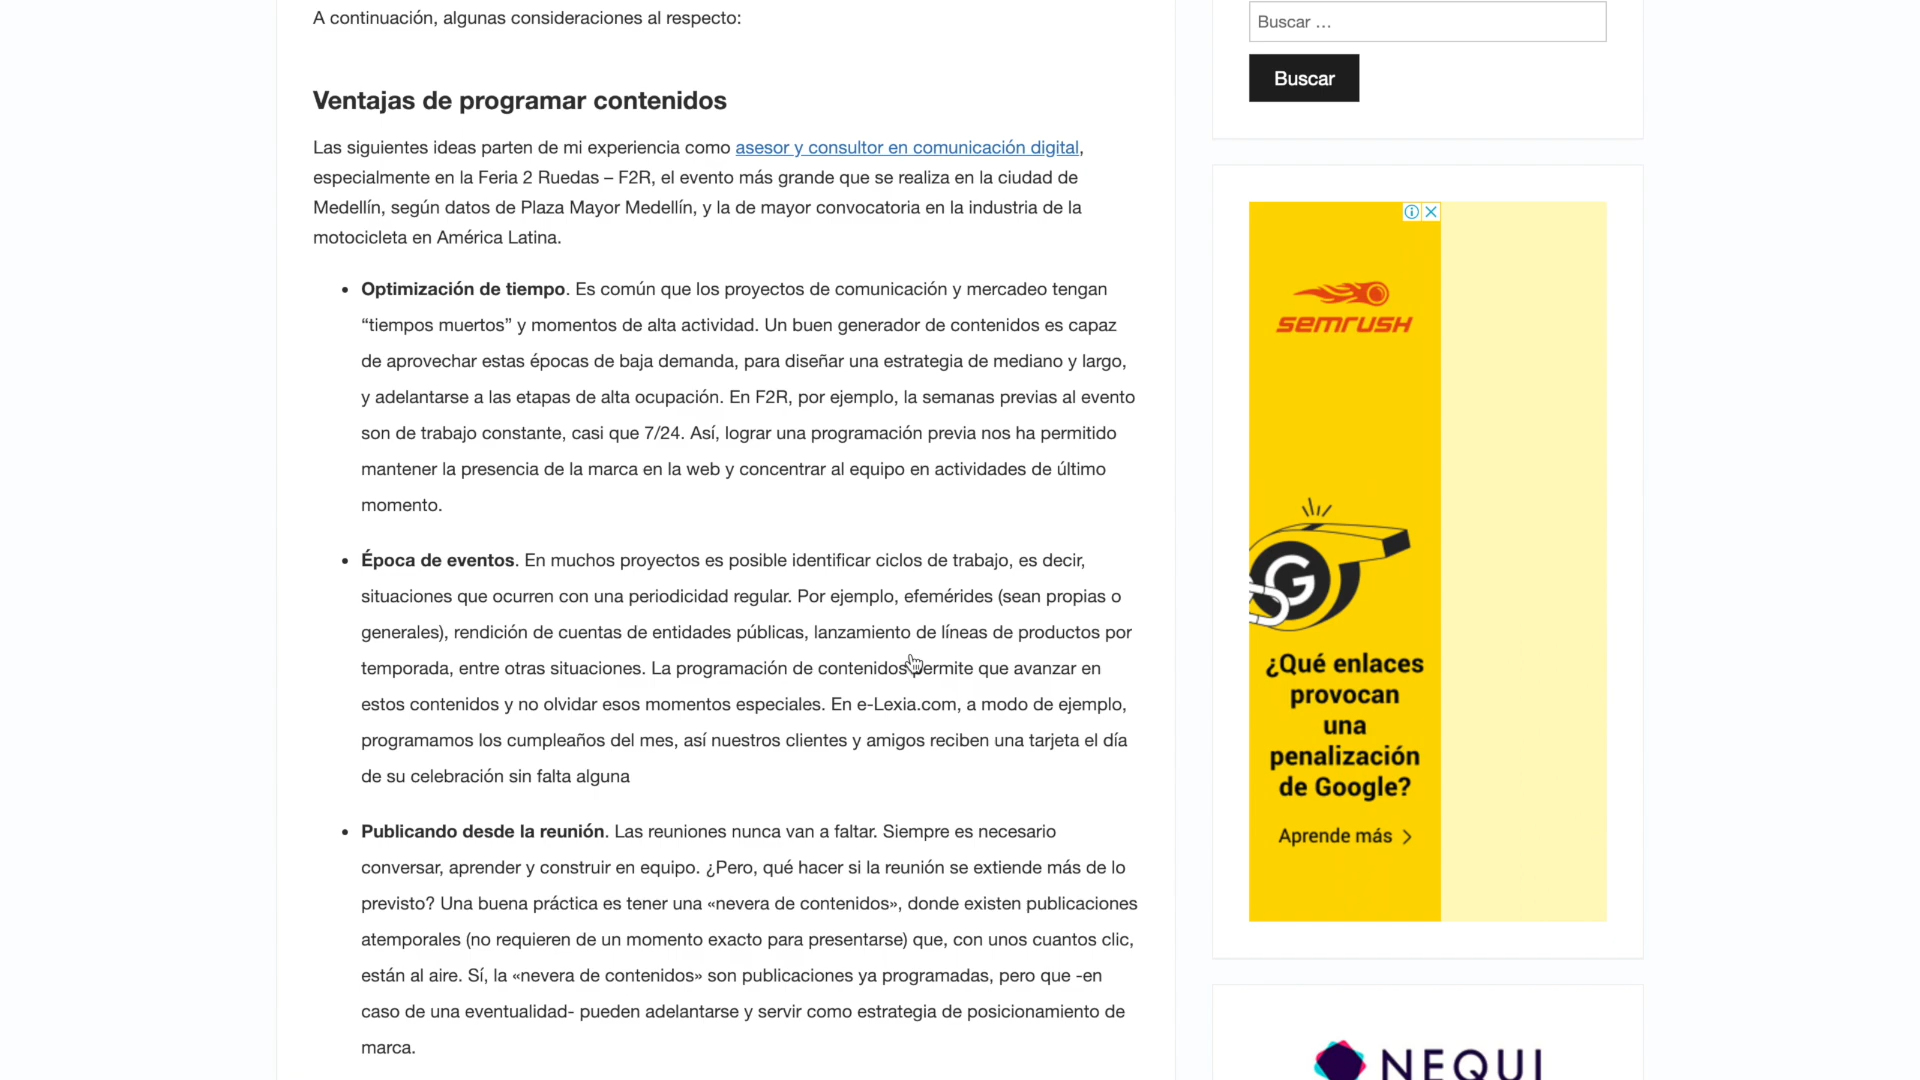 A continuación, algunas consideraciones al respecto:
Ventajas de programar contenidos
Las siguientes ideas parten de mi experiencia como asesor y consultor en comunicación digital,
especialmente en la Feria 2 Ruedas – F2R, el evento más grande que se realiza en la ciudad de
Medellín, según datos de Plaza Mayor Medellín, y la de mayor convocatoria en la industria de la
motocicleta en América Latina.
• Optimización de tiempo. Es común que los proyectos de comunicación y mercadeo tengan
“tiempos muertos” y momentos de alta actividad. Un buen generador de contenidos es capaz
de aprovechar estas épocas de baja demanda, para diseñar una estrategia de mediano y largo,
y adelantarse a las etapas de alta ocupación. En F2R, por ejemplo, la semanas previas al evento
son de trabajo constante, casi que 7/24. Así, lograr una programación previa nos ha permitido
mantener la presencia de la marca en la web y concentrar al equipo en actividades de último
momento.
• Época de eventos. En muchos proyectos es posible identificar ciclos de trabajo, es decir,
situaciones que ocurren con una periodicidad regular. Por ejemplo, efemérides (sean propias o
generales), rendición de cuentas de entidades públicas, lanzamiento de líneas de productos por
temporada, entre otras situaciones. La programación de contenidos permite que avanzar en
estos contenidos y no olvidar esos momentos especiales. En e-Lexia.com, a modo de ejemplo,
programamos los cumpleaños del mes, así nuestros clientes y amigos reciben una tarjeta el día
de su celebración sin falta alguna
• Publicando desde la reunión. Las reuniones nunca van a faltar. Siempre es necesario
conversar, aprender y construir en equipo. ¿Pero, qué hacer si la reunión se extiende más de lo
previsto? Una buena práctica es tener una «nevera de contenidos», donde existen publicaciones
atemporales (no requieren de un momento exacto para presentarse) que, con unos cuantos clic,
están al aire. Sí, la «nevera de contenidos» son publicaciones ya programadas, pero que -en
caso de una eventualidad- pueden adelantarse y servir como estrategia de posicionamiento de
marca.
Buscar …
Buscar
semrush
G
¿Qué enlaces
provocan
una
penalización
de Google?
Aprende más
NEQUI